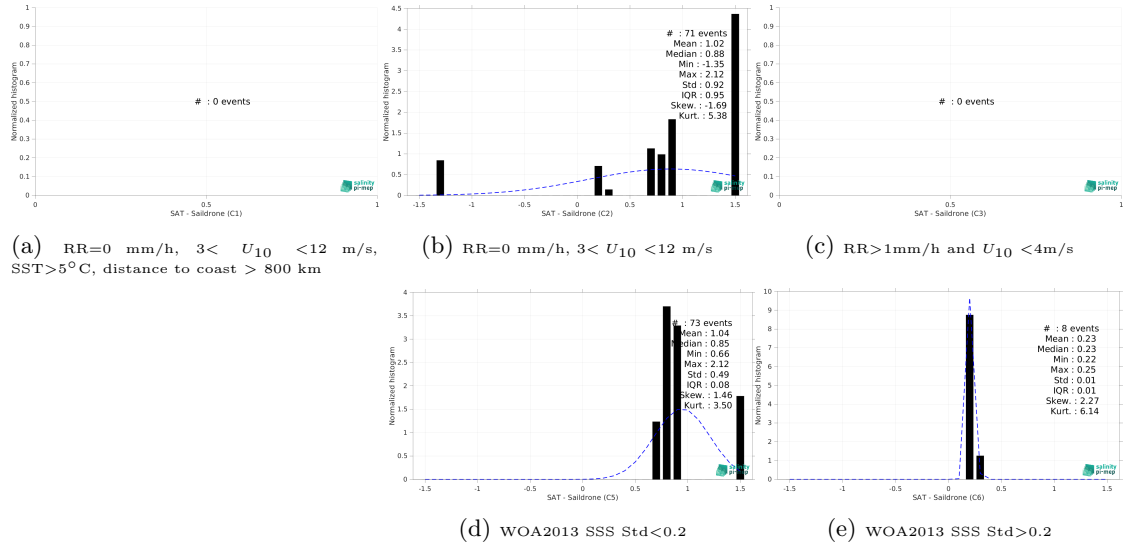 1
0.9
0.8
0.7
0.6
0.5
0.4
0.3
0.2
0.1
0
Normalized histogram
# : 0 events
0 0.5 1
SAT - Saildrone (C1)
salinity
pi-mep
(a) RR=0 mm/h, 3< U10 <12 m/s,
SST>5°C, distance to coast > 800 km
4.5
4
3.5
3
2.5
2
1.5
1
0.5
0
Normalized histogram
# : 71 events
Mean : 1.02
Median : 0.88
Min : -1.35
Max : 2.12
Std : 0.92
IQR : 0.95
Skew. : -1.69
Kurt. : 5.38
-1.5 -1 -0.5 0 0.5 1 1.5
SAT - Saildrone (C2)
salinity
pi-mep
(b) RR=0 mm/h, 3< U10 <12 m/s
1
0.9
0.8
0.7
0.6
0.5
0.4
0.3
0.2
0.1
0
Normalized histogram
# : 0 events
0 0.5 1
SAT - Saildrone (C3)
salinity
pi-mep
(c) RR>1mm/h and U10 <4m/s
4
3.5
3
2.5
2
1.5
1
0.5
0
Normalized histogram
# : 73 events
Mean : 1.04
Median : 0.85
Min : 0.66
Max : 2.12
Std : 0.49
IQR : 0.08
Skew. : 1.46
Kurt. : 3.50
-1.5 -1 -0.5 0 0.5 1 1.5
SAT - Saildrone (C5)
salinity
pi-mep
(d) WOA2013 SSS Std<0.2
10
9
8
7
6
5
4
3
2
1
0
Normalized histogram
# : 8 events
Mean : 0.23
Median : 0.23
Min : 0.22
Max : 0.25
Std : 0.01
IQR : 0.01
Skew. : 2.27
Kurt. : 6.14
-1.5 -1 -0.5 0 0.5 1 1.5
SAT - Saildrone (C6)
salinity
pi-mep
(e) WOA2013 SSS Std>0.2